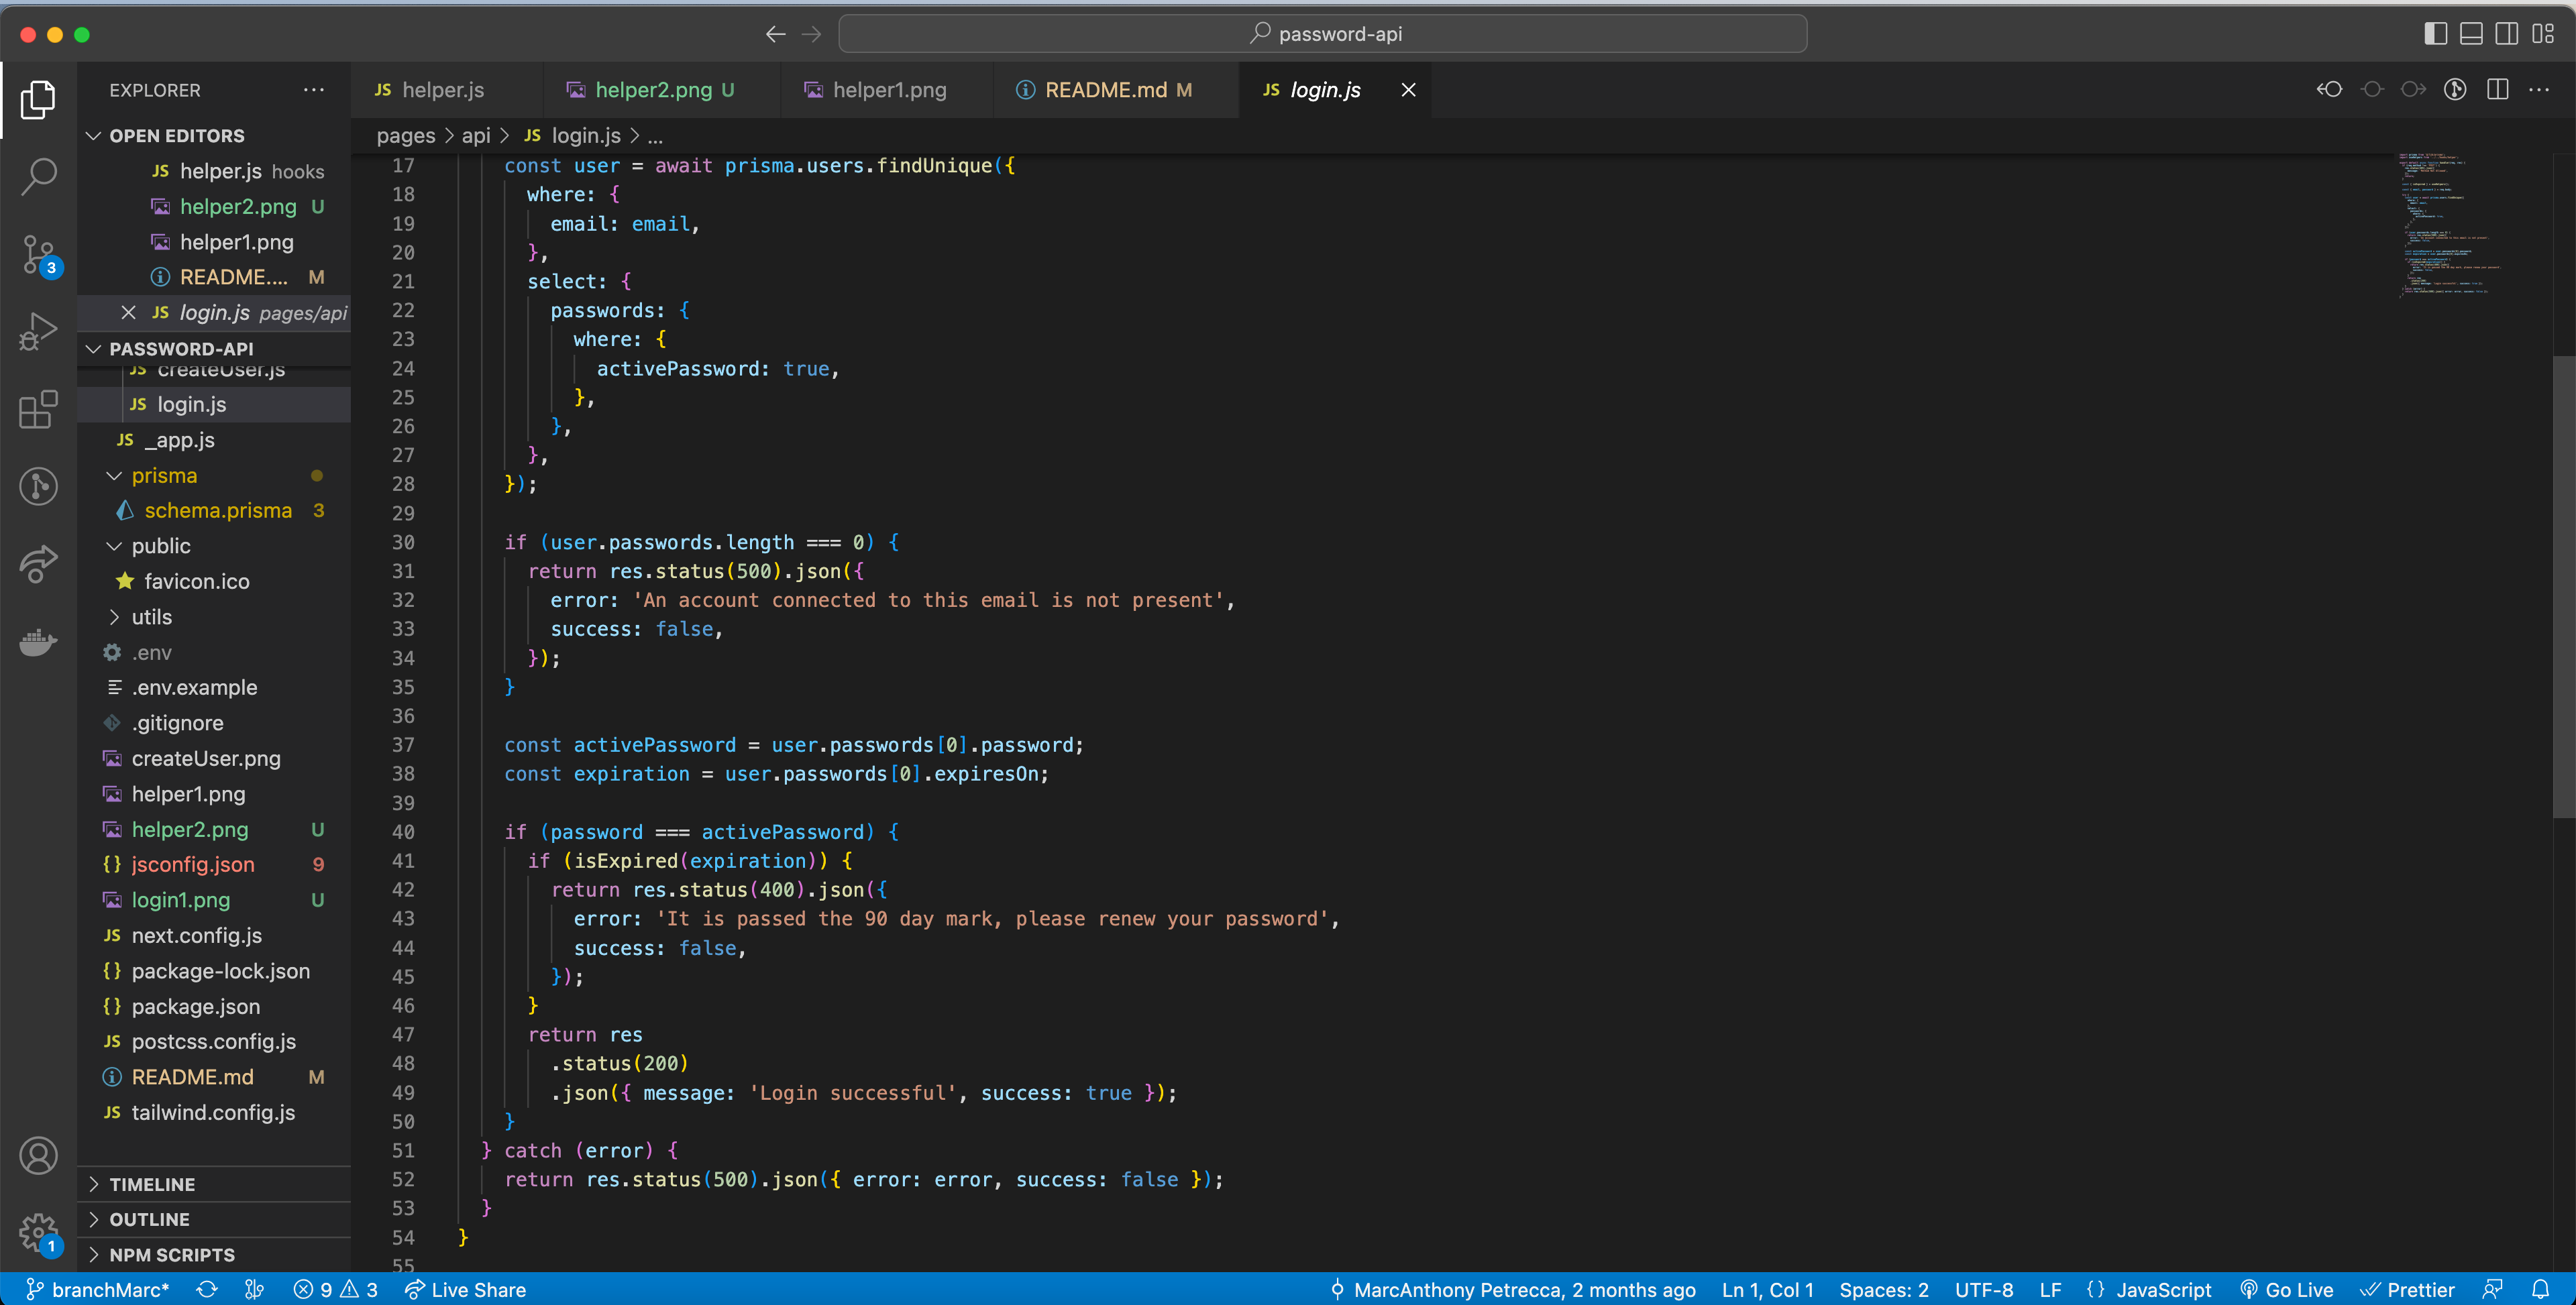 password-api
EXPLORER
helper.js
helper2.png U
helper1.png
README.md M
login.js
OPEN EDITORS
helper.js hooks
helper2.png U
helper1.png
README.... M
login.js pages/api
PASSWORD-API
createUser.js
login.js
_app.js
prisma
schema.prisma 3
public
favicon.ico
utils
.env
.env.example
.gitignore
createUser.png
helper1.png
helper2.png U
jsconfig.json 9
login1.png U
next.config.js
package-lock.json
package.json
postcss.config.js
README.md M
tailwind.config.js
TIMELINE
OUTLINE
NPM SCRIPTS
3
1
pages > api > JS login.js > ...
17 const user = await prisma.users.findUnique({
18 where: {
19 email: email,
20 },
21 select: {
22 passwords: {
23 where: {
24 activePassword: true,
25 },
26 },
27 },
28 });
29
30 if (user.passwords.length === 0) {
31 return res.status(500).json({
32 error: 'An account connected to this email is not present',
33 success: false,
34 });
35 }
36
37 const activePassword = user.passwords[0].password;
38 const expiration = user.passwords[0].expiresOn;
39
40 if (password === activePassword) {
41 if (isExpired(expiration)) {
42 return res.status(400).json({
43 error: 'It is passed the 90 day mark, please renew your password',
44 success: false,
45 });
46 }
47 return res
48 .status(200)
49 .json({ message: 'Login successful', success: true });
50 }
51 } catch (error) {
52 return res.status(500).json({ error: error, success: false });
53 }
54 }
55
branchMarc* 9 3 Live Share MarcAnthony Petrecca, 2 months ago Ln 1, Col 1 Spaces: 2 UTF-8 LF {} JavaScript Go Live Prettier